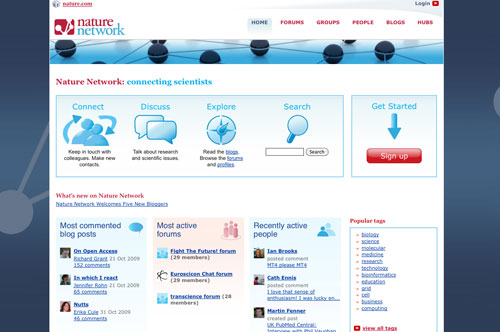 nature.com
Login
nature network
HOME FORUMS GROUPS PEOPLE BLOGS HUBS
Nature Network: connecting scientists
Connect
Keep in touch with
colleagues. Make new
contacts.
Discuss
Talk about research
and scientific issues.
Explore
Read the blogs.
Browse the forums
and profiles.
Search
Search
Get Started
Sign up
What's new on Nature Network
Nature Network Welcomes Five New Bloggers
Most commented
blog posts
On Open Access
Richard Grant 21 Oct 2009
152 comments
In which I react
Jennifer Rohn 21 Oct 2009
64 comments
Nutts
Erika Cule 31 Oct 2009
46 comments
Most active
forums
Fight The Future! forum
(29 members)
Euroscicon Chat forum
(29 members)
transcience forum (28
members)
Recently active
people
Ian Brooks
posted comment
MT4 please MT4
Cath Ennis
posted comment
I love that sense of
enthusiasm! I was lucky en...
Martin Fenner
created post
UK PubMed Central:
Interview with Phil Vaughan
Popular tags
biology
science
molecular
medicine
research
technology
bioinformatics
education
grid
cell
business
computing
view all tags